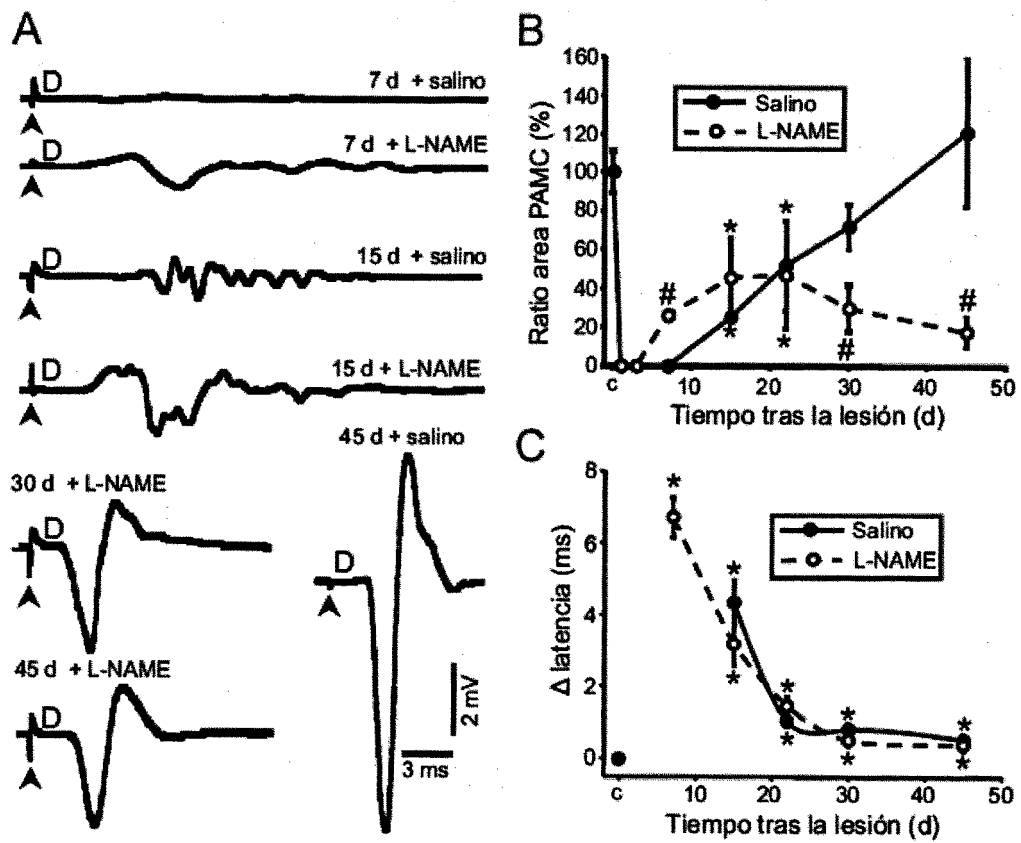 A
D
7 d + salino
D
7 d + L-NAME
D
15 d + salino
D
15 d + L-NAME
30 d + L-NAME
D
45 d + salino
D
45 d + L-NAME
D
2 mV
3 ms
B
160
140
120
100
80
60
40
20
0
Ratio area PAMC (%)
Salino
L-NAME
*
*
#
*
*
#
#
c
10
20
30
40
50
Tiempo tras la lesión (d)
C
8
6
4
2
0
Δ latencia (ms)
Salino
L-NAME
*
*
*
*
*
*
*
*
*
c
10
20
30
40
50
Tiempo tras la lesión (d)